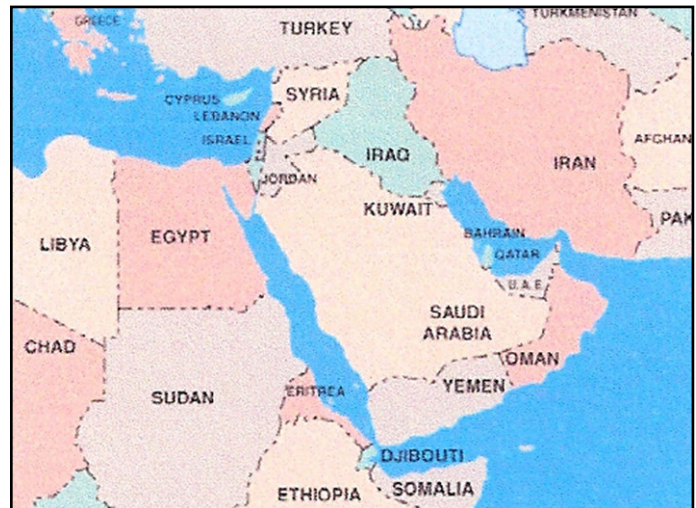 GREECE
TURKEY
TURKMENISTAN
CYPRUS
SYRIA
LEBANON
ISRAEL
IRAQ
IRAN
AFGHAN
JORDAN
KUWAIT
PAK
LIBYA
EGYPT
BAHRAIN
QATAR
U.A.E.
SAUDI
ARABIA
CHAD
OMAN
SUDAN
ERITREA
YEMEN
DJIBOUTI
ETHIOPIA
SOMALIA